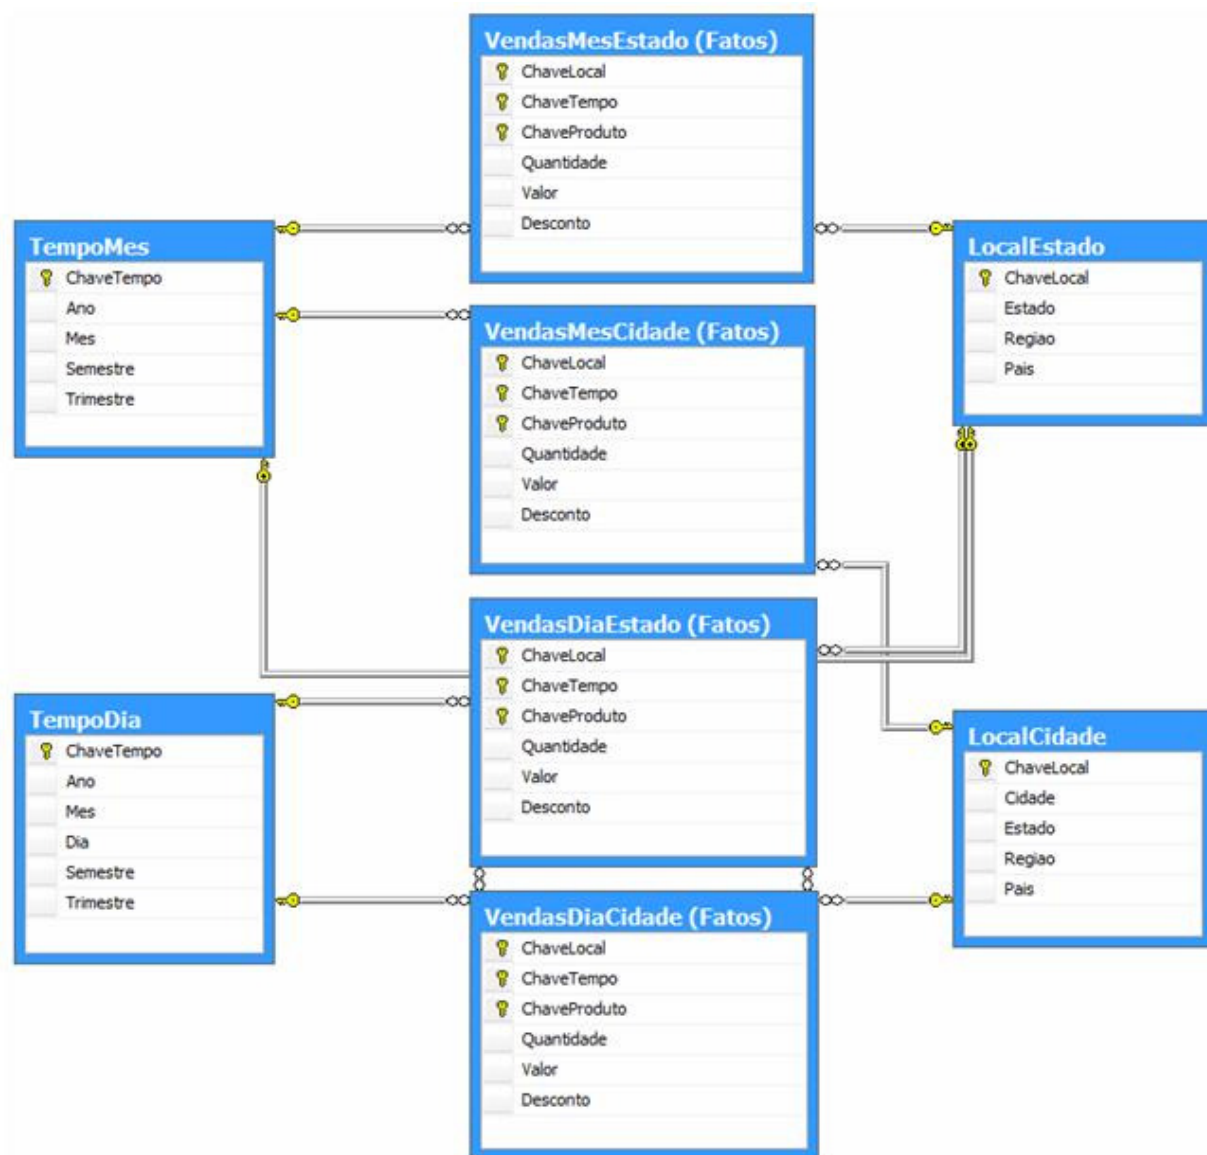 VendasMesEstado (Fatos)
ChaveLocal
ChaveTempo
ChaveProduto
Quantidade
Valor
Desconto
TempoMes
ChaveTempo
Ano
Mes
Semestre
Trimestre
LocalEstado
ChaveLocal
Estado
Regiao
Pais
VendasMesCidade (Fatos)
ChaveLocal
ChaveTempo
ChaveProduto
Quantidade
Valor
Desconto
VendasDiaEstado (Fatos)
ChaveLocal
ChaveTempo
ChaveProduto
Quantidade
Valor
Desconto
TempoDia
ChaveTempo
Ano
Mes
Dia
Semestre
Trimestre
LocalCidade
ChaveLocal
Cidade
Estado
Regiao
Pais
VendasDiaCidade (Fatos)
ChaveLocal
ChaveTempo
ChaveProduto
Quantidade
Valor
Desconto